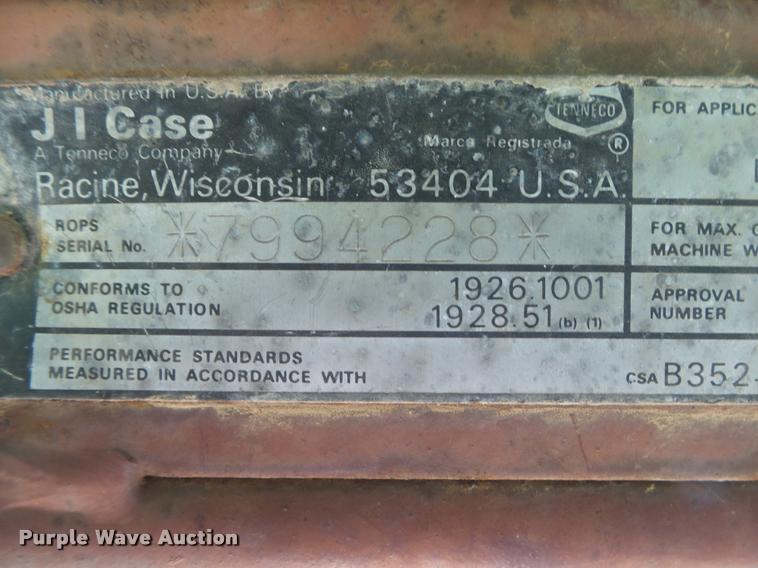 Manufactured in U.S.A. By
J I Case
A Tenneco Company
TENNECO
Marca Registrada ®
Racine, Wisconsin 53404 U.S.A.
ROPS
SERIAL No. *7994228*
CONFORMS TO
OSHA REGULATION
1926.1001
1928.51 (b) (1)
PERFORMANCE STANDARDS
MEASURED IN ACCORDANCE WITH
CSA B352-
FOR APPLIC
FOR MAX. 
MACHINE W
APPROVAL
NUMBER
Purple Wave Auction